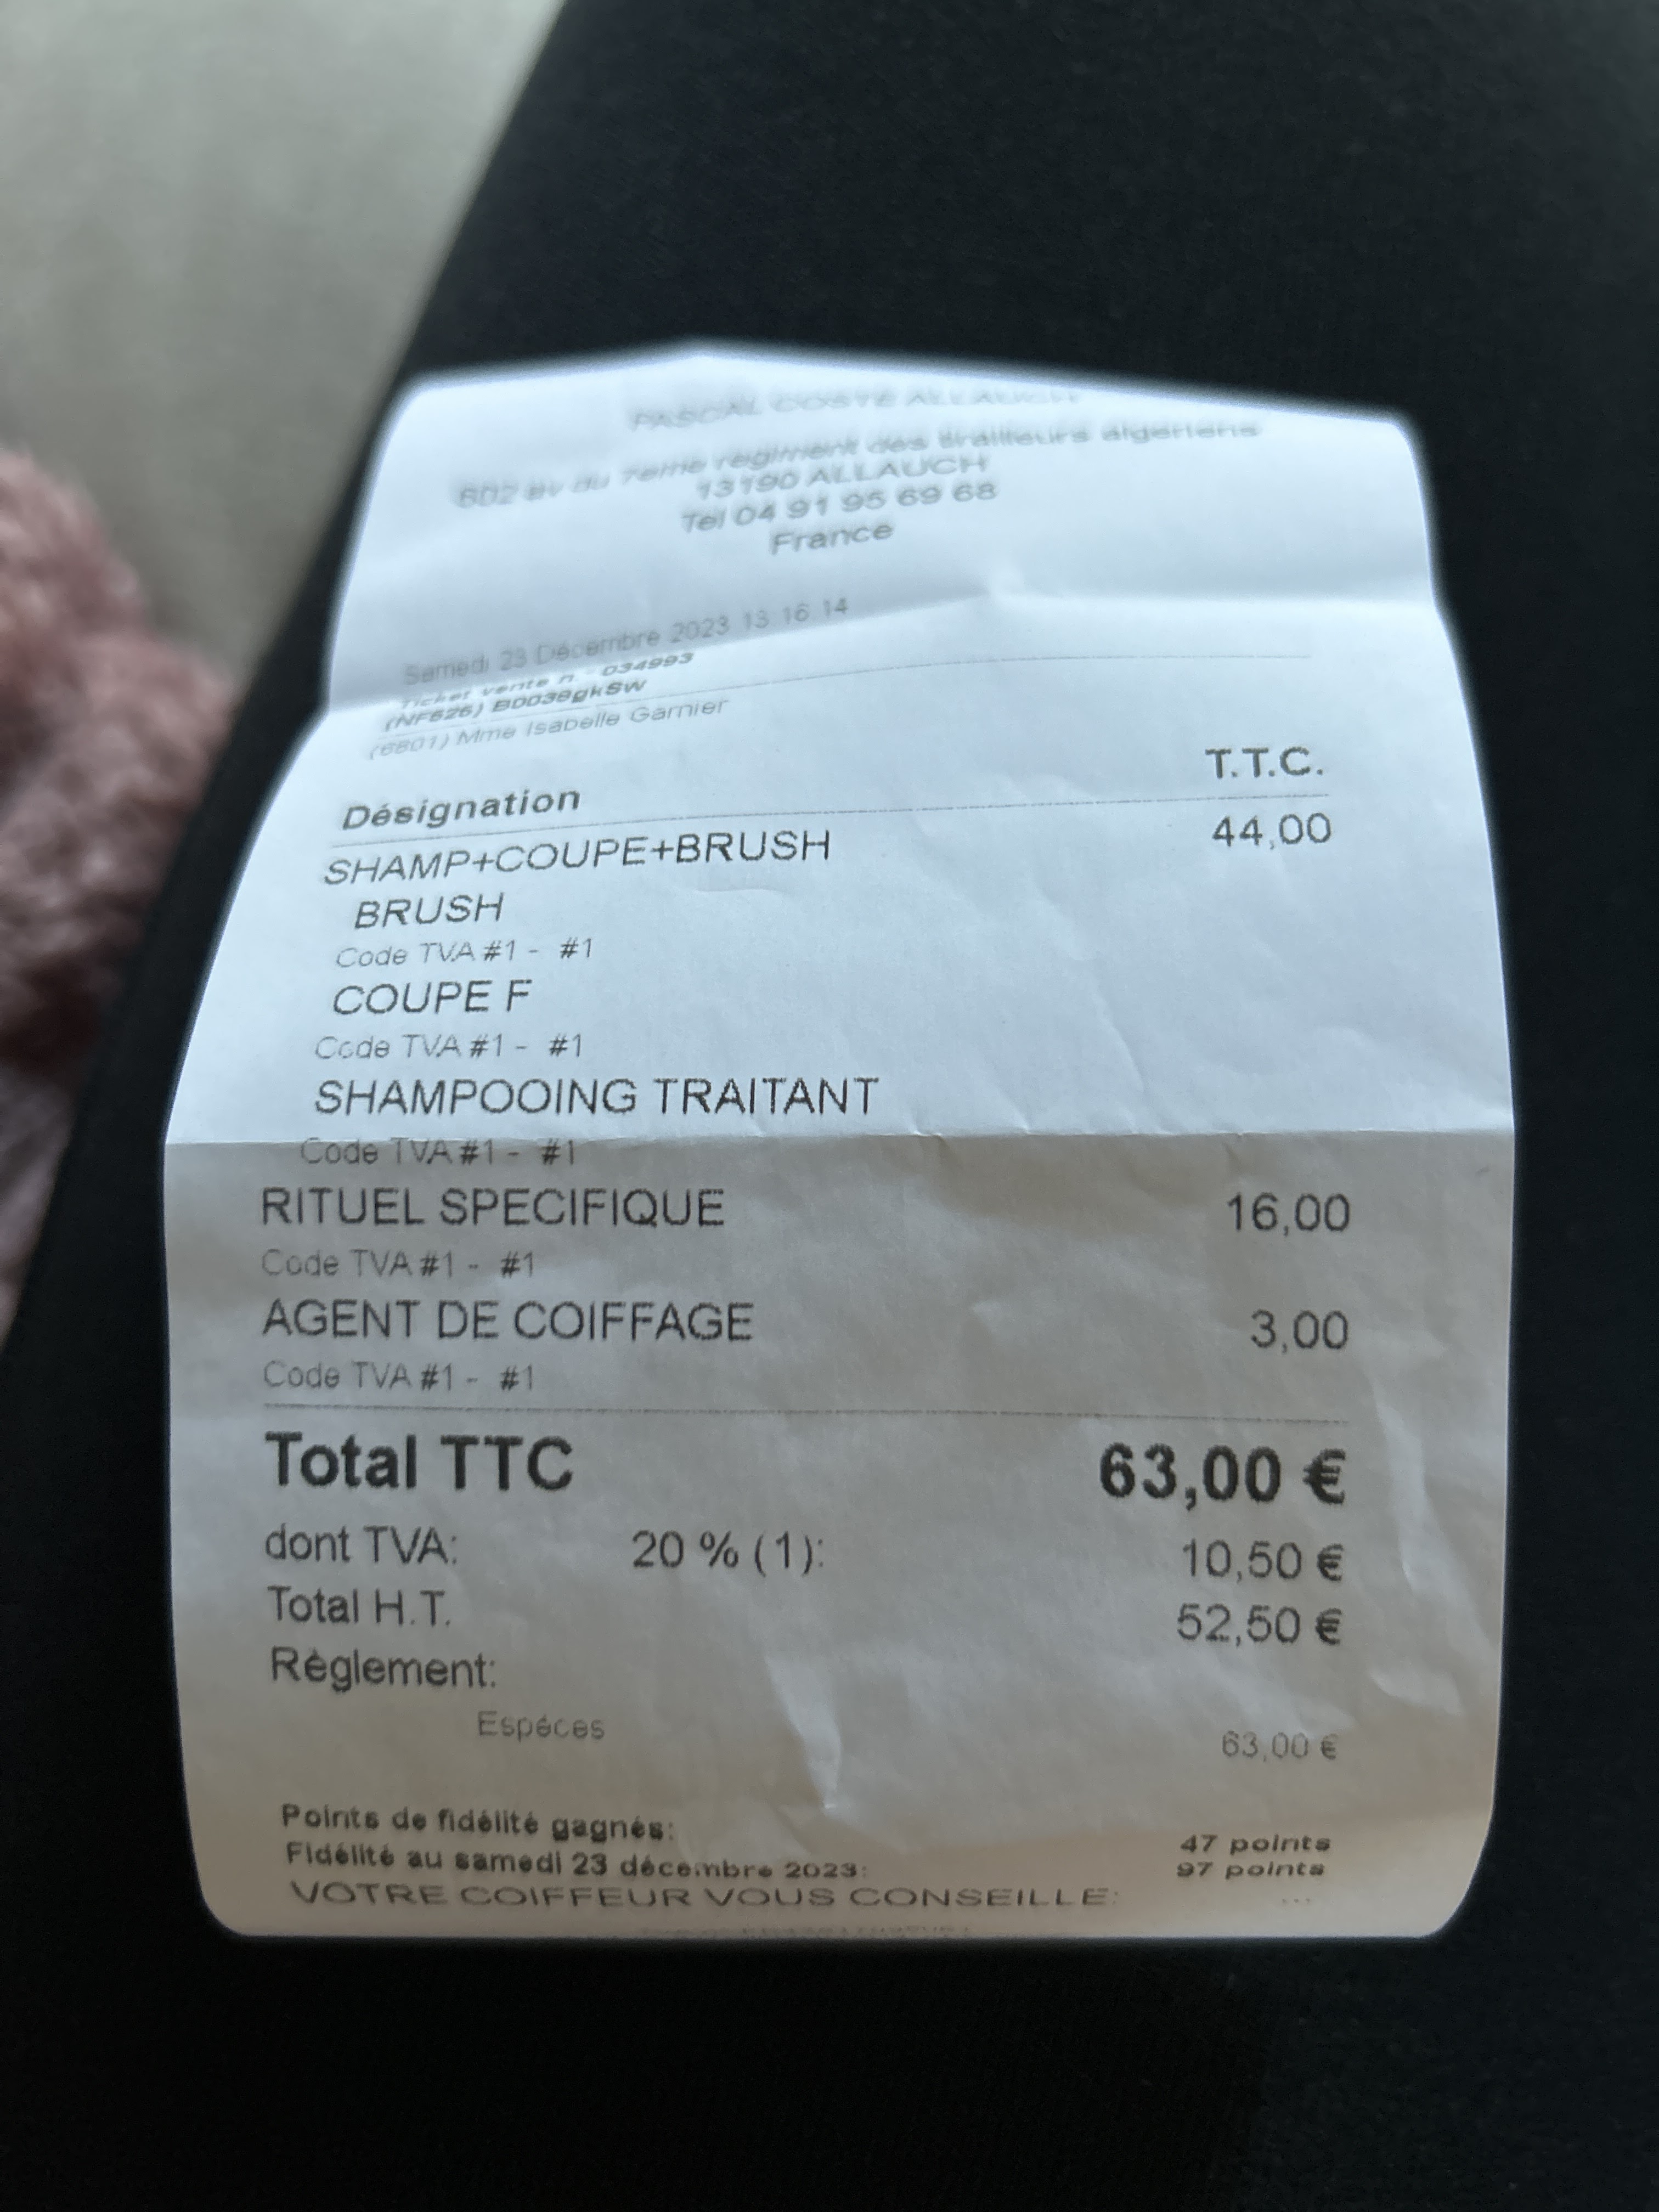 PASCAL COSTE ALLAUCH
602 av du 7eme regiment des tirailleurs algeriens
13190 ALLAUCH
Tel 04 91 95 69 68
France
Samedi 23 Décembre 2023 13 16 14
Ticket vente n. 034993
(NF525) BD038gkSW
(6801) Mme Isabelle Garnier
Désignation T.T.C.
SHAMP+COUPE+BRUSH 44,00
BRUSH
Code TVA #1 - #1
COUPE F
Code TVA #1 - #1
SHAMPOOING TRAITANT
Code TVA #1 - #1
RITUEL SPECIFIQUE 16,00
Code TVA #1 - #1
AGENT DE COIFFAGE 3,00
Code TVA #1 - #1
Total TTC 63,00 €
dont TVA: 20 % (1): 10,50 €
Total H.T. 52,50 €
Règlement:
Espéces 63,00 €
Points de fidélité gagnés: 47 points
Fidélité au samedi 23 décembre 2023: 97 points
VOTRE COIFFEUR VOUS CONSEILLE: ...